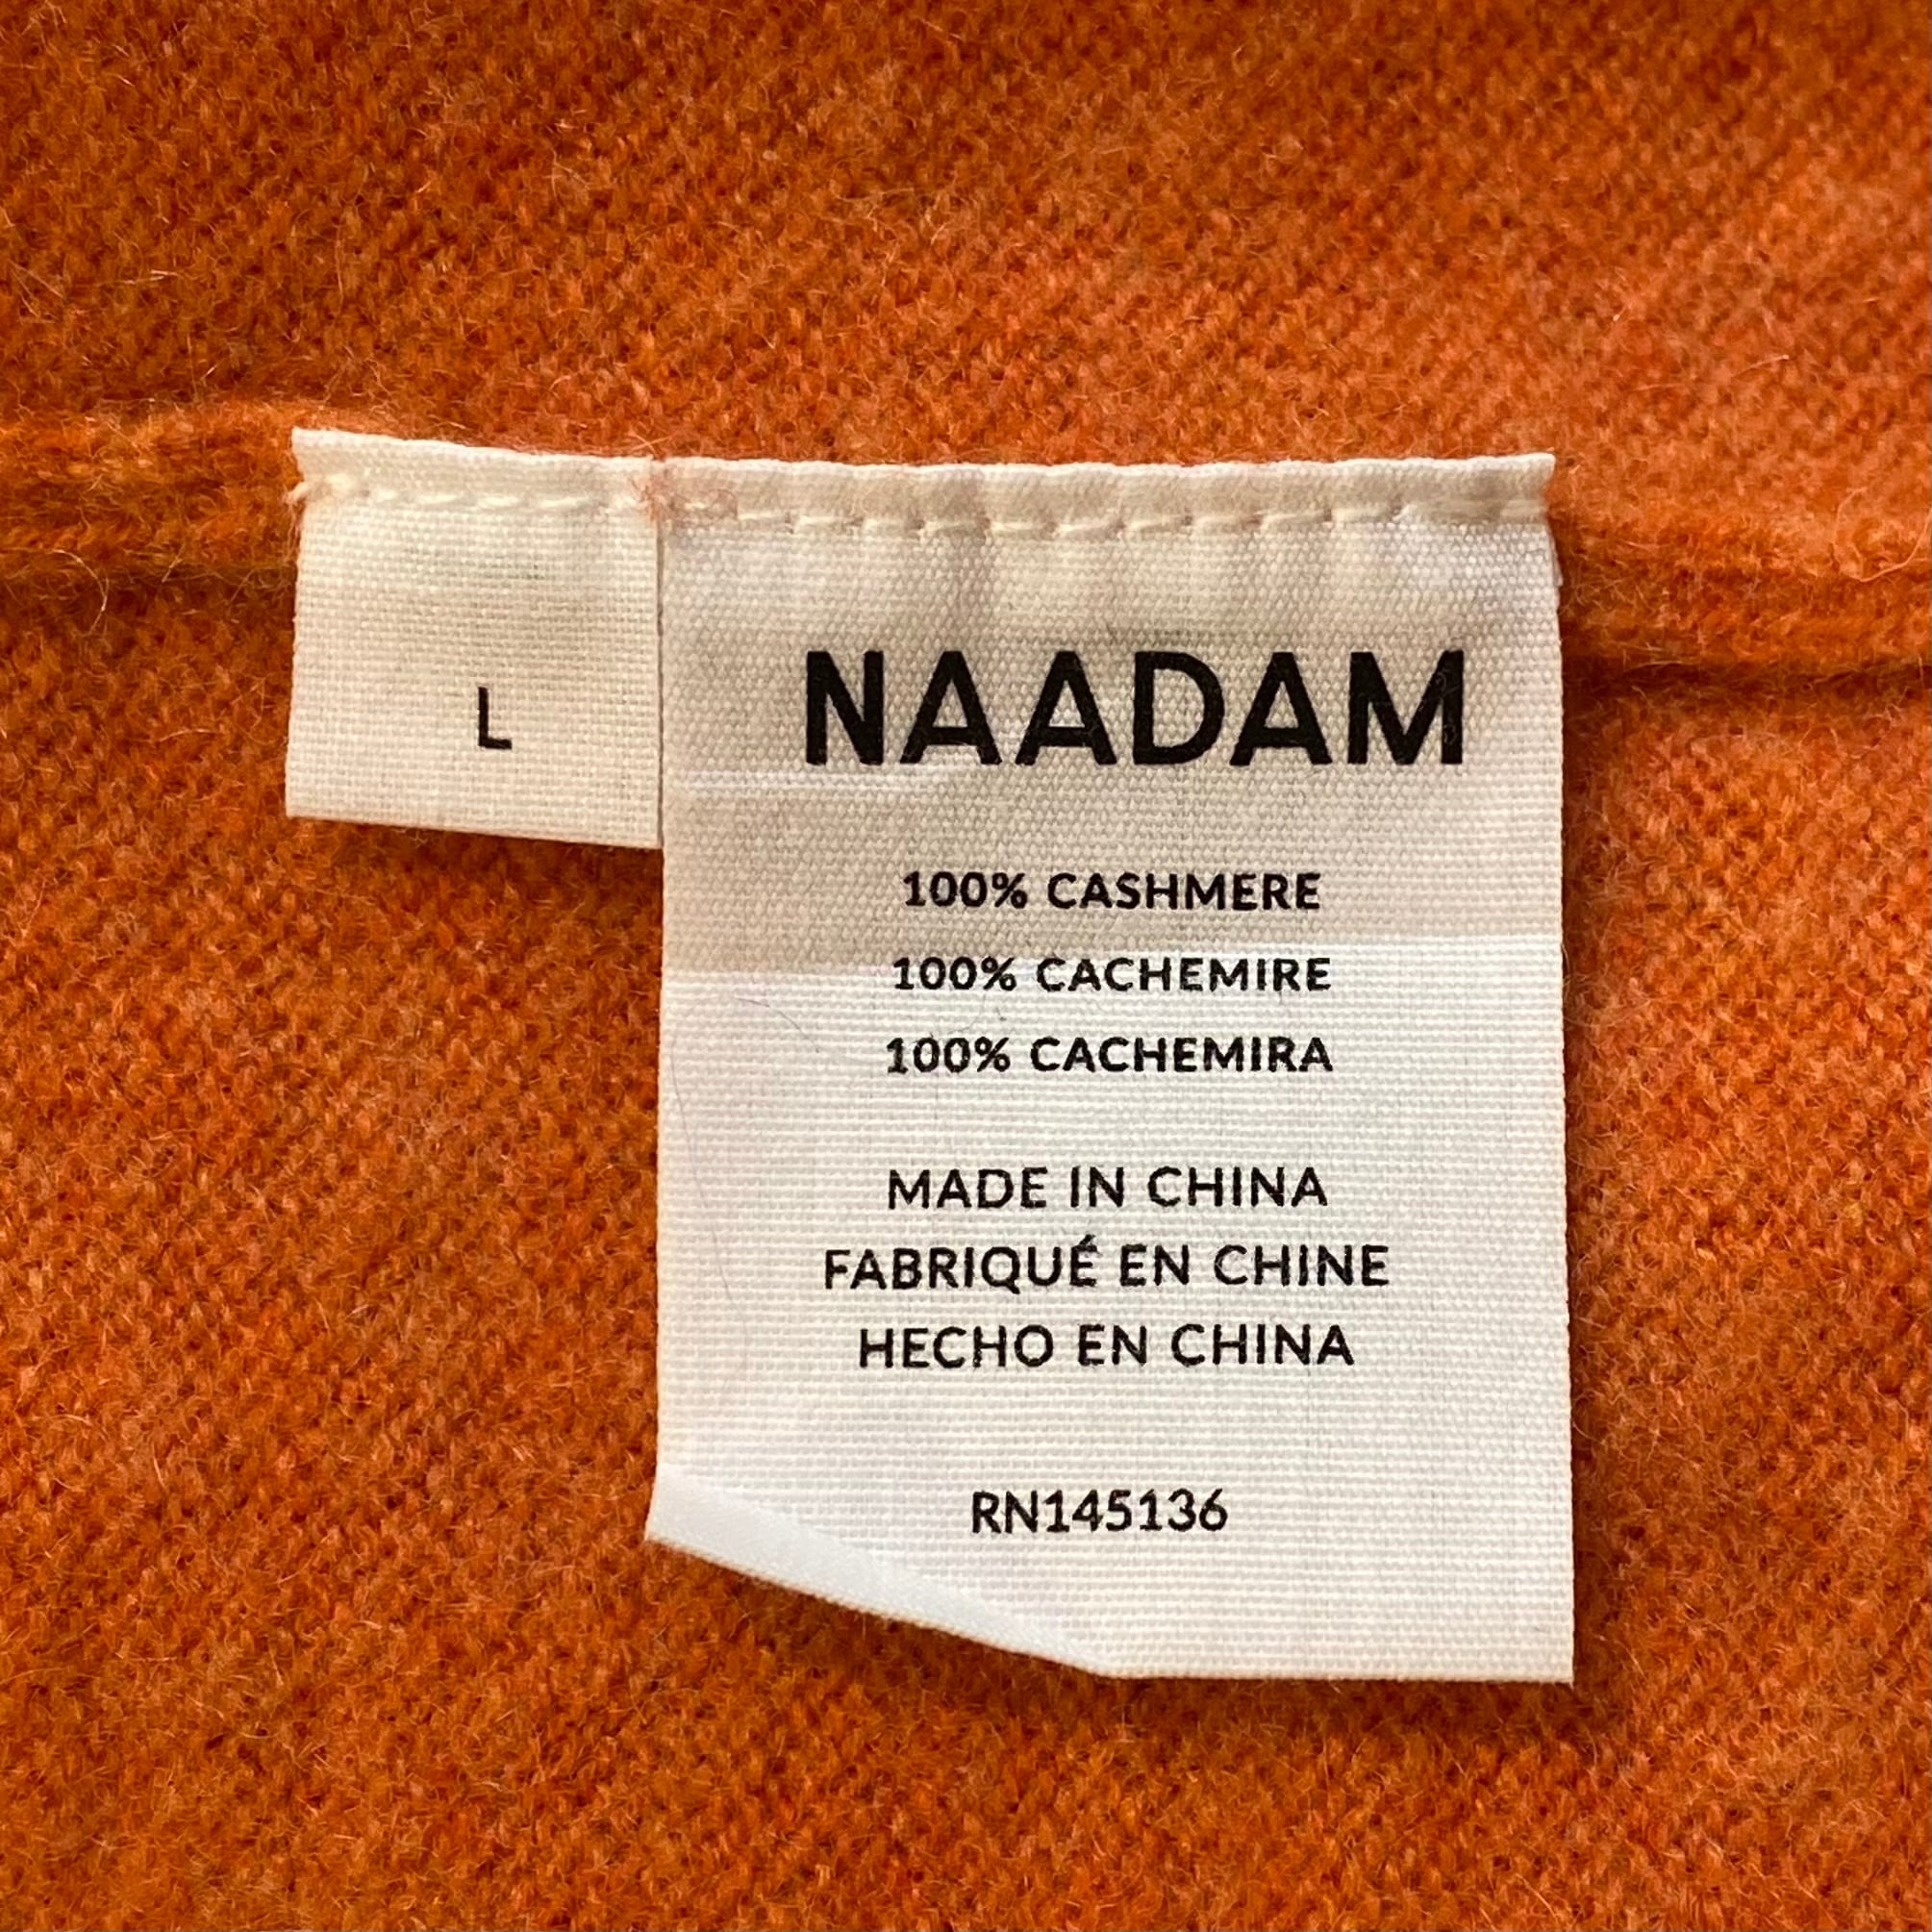 L
NAADAM
100% CASHMERE
100% CACHEMIRE
100% CACHEMIRA
MADE IN CHINA
FABRIQUÉ EN CHINE
HECHO EN CHINA
RN145136